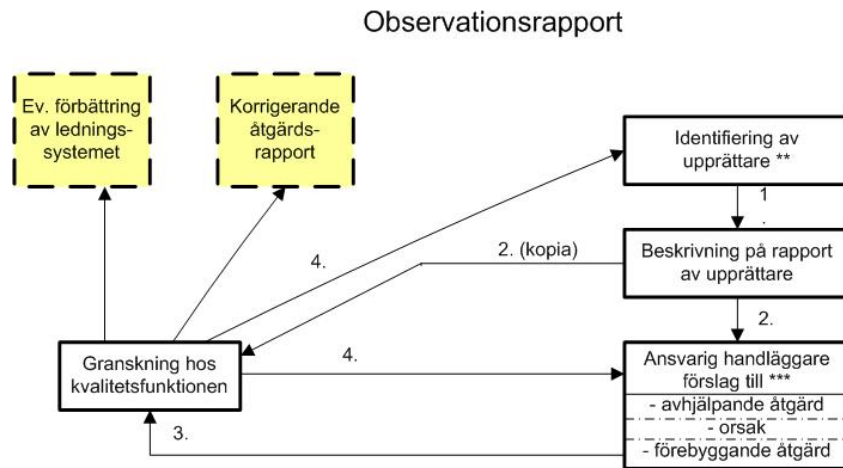 Observationsrapport
Ev. förbättring
av lednings-
systemet
Korrigerande
åtgärds-
rapport
Identifiering av
upprättare **
1
.
4.
2. (kopia)
Beskrivning på rapport
av upprättare
2.
Granskning hos
kvalitetsfunktionen
4.
Ansvarig handläggare
förslag till ***
- avhjälpande åtgärd
- orsak
- förebyggande åtgärd
3.